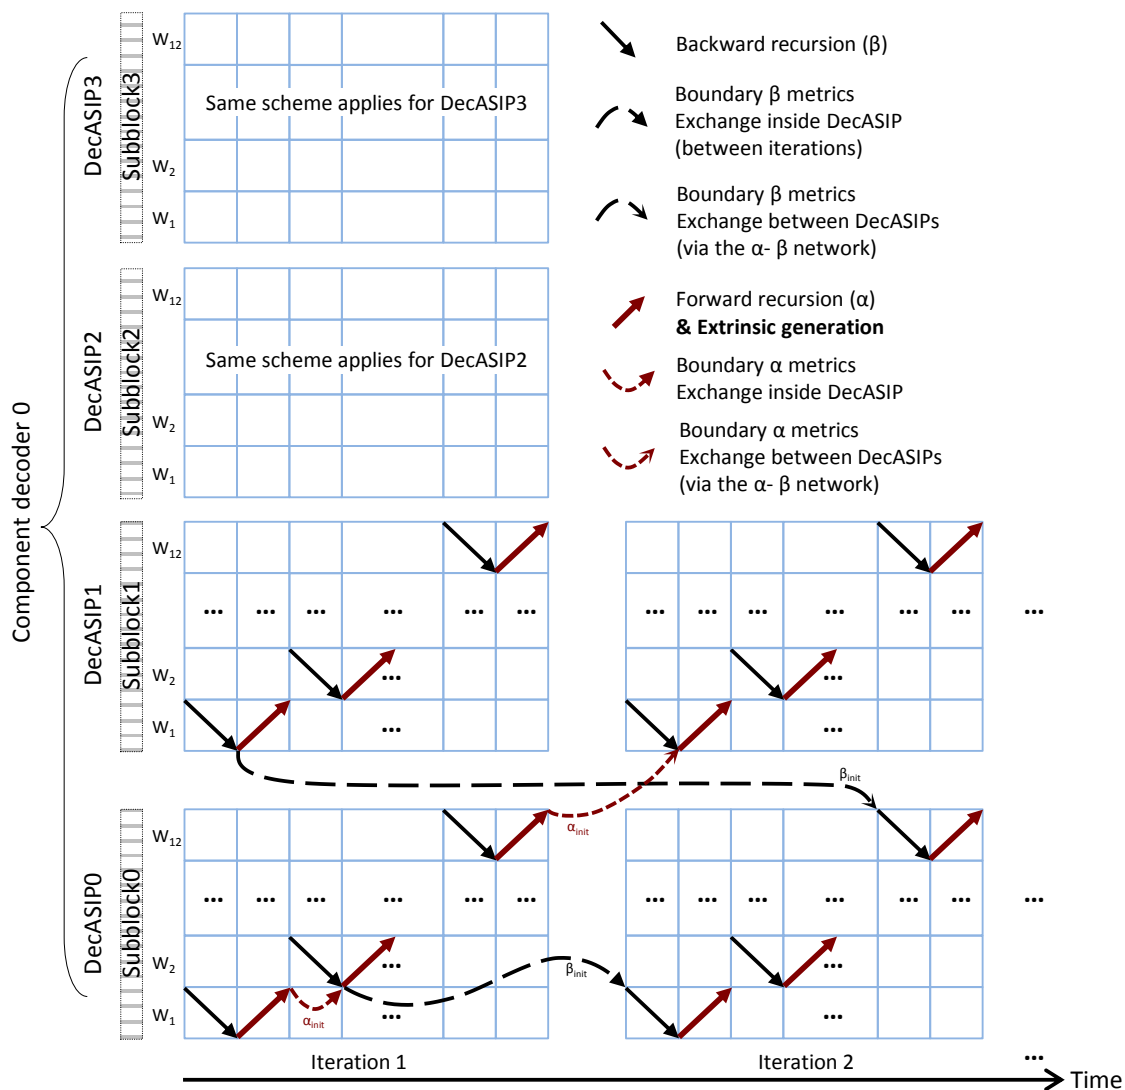 Component decoder 0
DecASIP3
Subblock3
W12
W2
W1
Same scheme applies for DecASIP3
DecASIP2
Subblock2
W12
W2
W1
Same scheme applies for DecASIP2
Backward recursion (β)
Boundary β metrics
Exchange inside DecASIP
(between iterations)
Boundary β metrics
Exchange between DecASIPs
(via the α- β network)
Forward recursion (α)
& Extrinsic generation
Boundary α metrics
Exchange inside DecASIP
Boundary α metrics
Exchange between DecASIPs
(via the α- β network)
DecASIP1
Subblock1
W12
... ... ... ... ... ... ... ... ... ... ... ... ...
W2
... ...
W1
... ...
βinit
αinit
DecASIP0
Subblock0
W12
... ... ... ... ... ... ... ... ... ... ... ... ...
W2
... βinit ...
W1
αinit ... ...
Iteration 1 Iteration 2 ...
Time